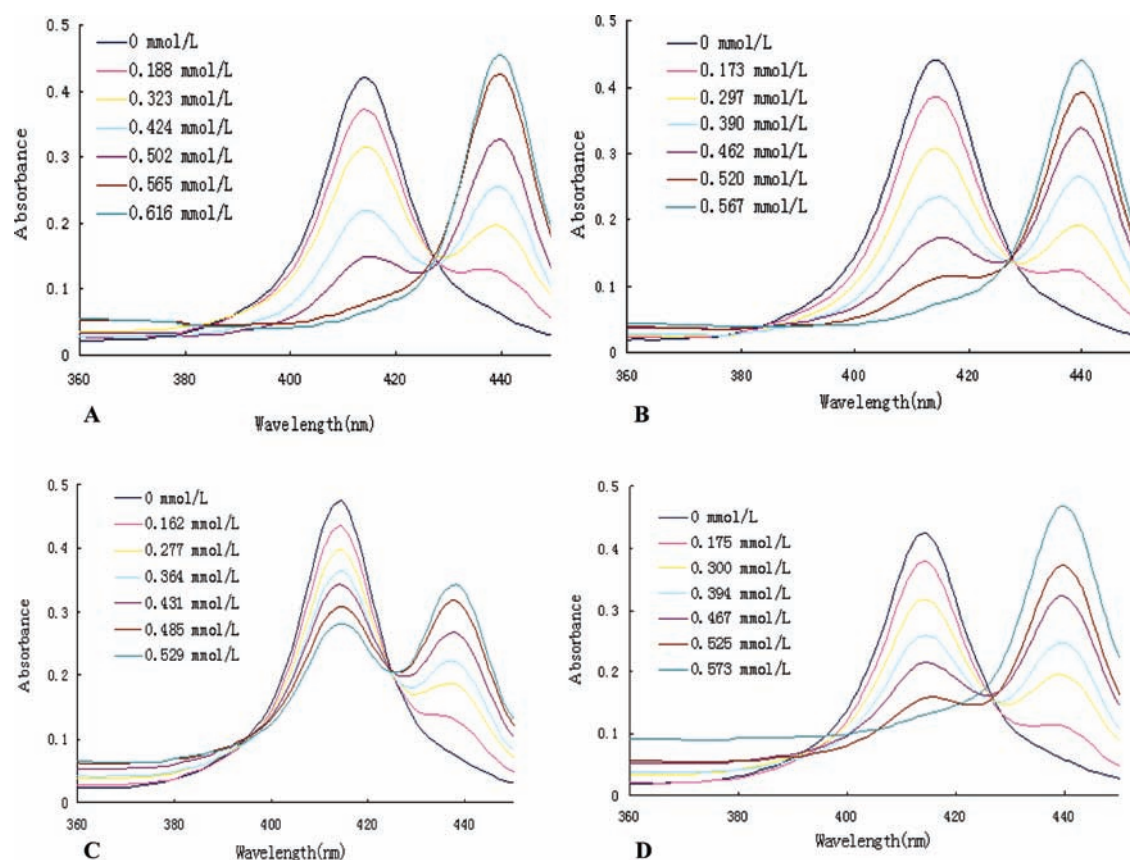 0.5
0.4
0.3
0.2
0.1
0
Absorbance
0 mmol/L
0.188 mmol/L
0.323 mmol/L
0.424 mmol/L
0.502 mmol/L
0.565 mmol/L
0.616 mmol/L
360 380 400 420 440
Wavelength(nm)
A
0.5
0.4
0.3
0.2
0.1
0
Absorbance
0 mmol/L
0.173 mmol/L
0.297 mmol/L
0.390 mmol/L
0.462 mmol/L
0.520 mmol/L
0.567 mmol/L
360 380 400 420 440
Wavelength(nm)
B
0.5
0.4
0.3
0.2
0.1
0
Absorbance
0 mmol/L
0.162 mmol/L
0.277 mmol/L
0.364 mmol/L
0.431 mmol/L
0.485 mmol/L
0.529 mmol/L
360 380 400 420 440
Wavelength(nm)
C
0.5
0.4
0.3
0.2
0.1
0
Absorbance
0 mmol/L
0.175 mmol/L
0.300 mmol/L
0.394 mmol/L
0.467 mmol/L
0.525 mmol/L
0.573 mmol/L
360 380 400 420 440
Wavelength(nm)
D